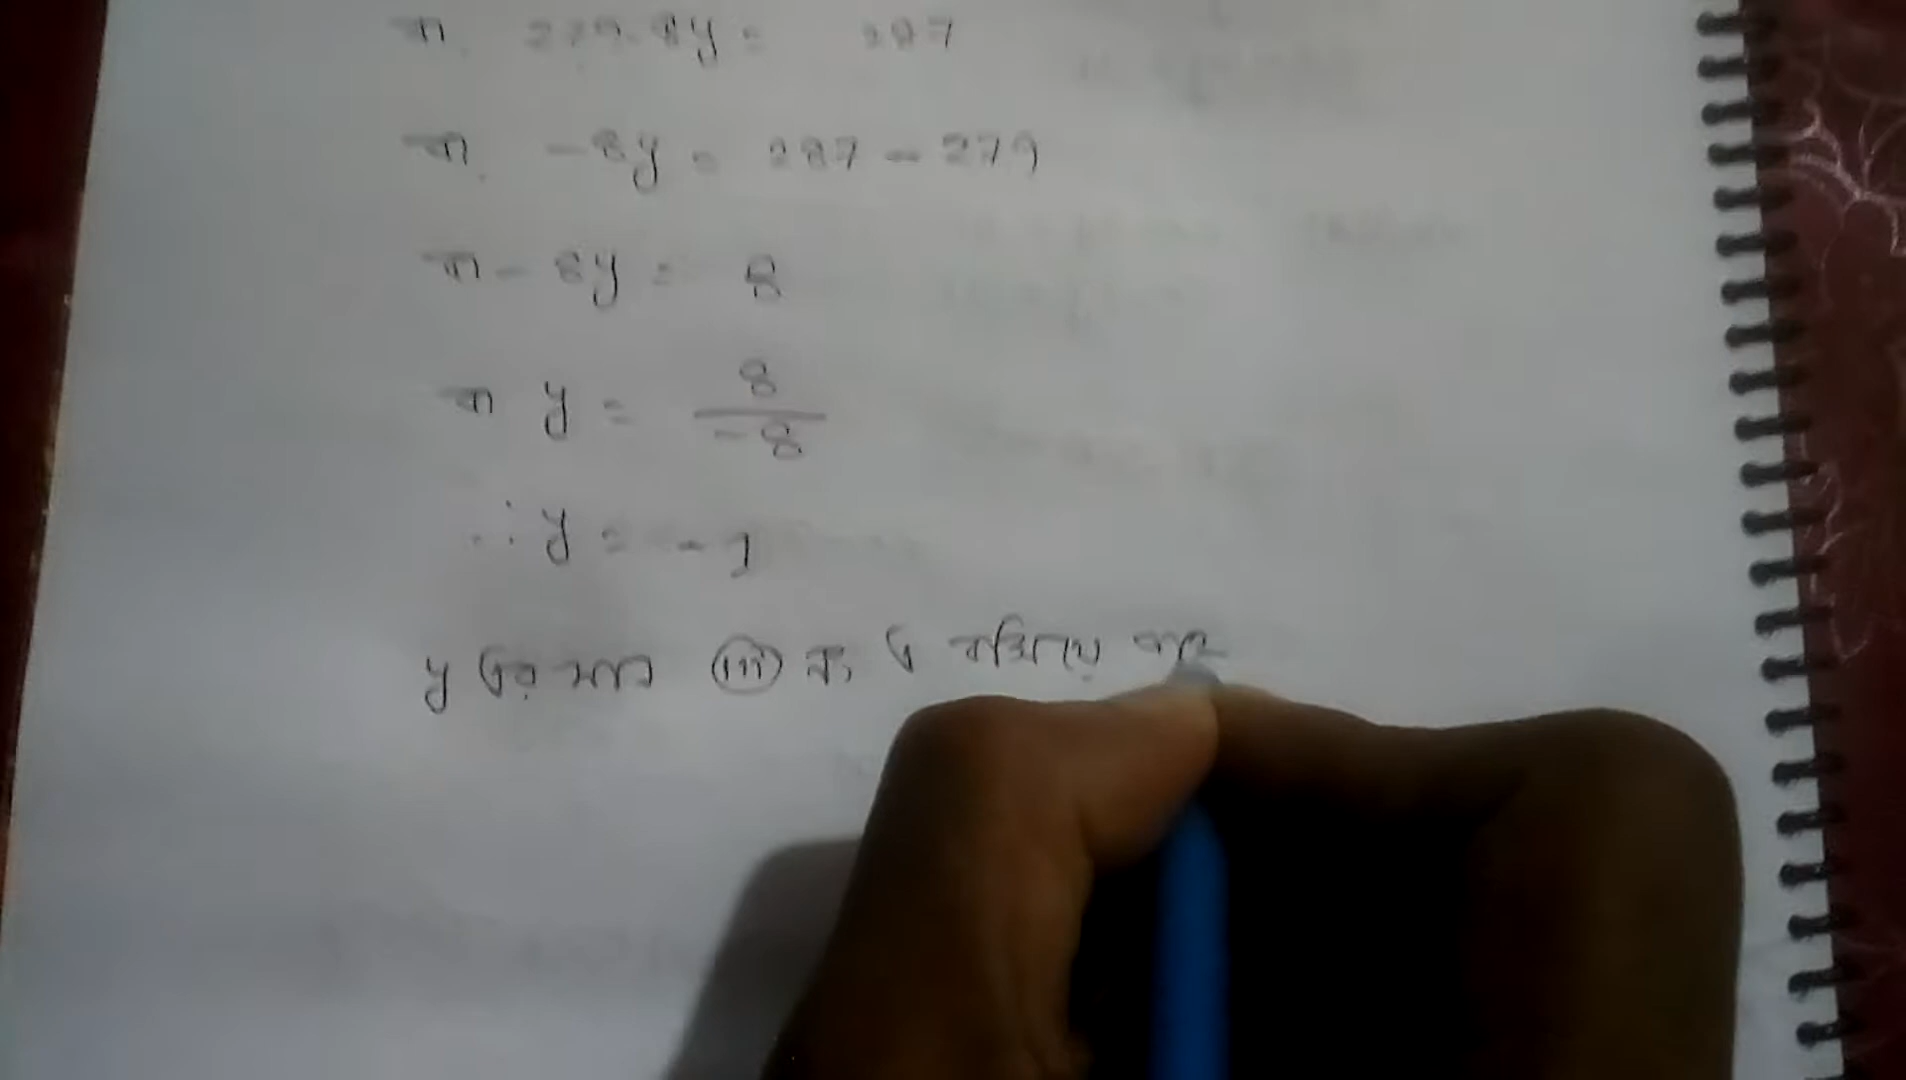 বা, 279-8y = 287
বা, -8y = 287 - 279
বা - 8y = 8
বা y = 8/-8
∴ y = -1
y এর মান (iii) নং এ বসিয়ে পাই